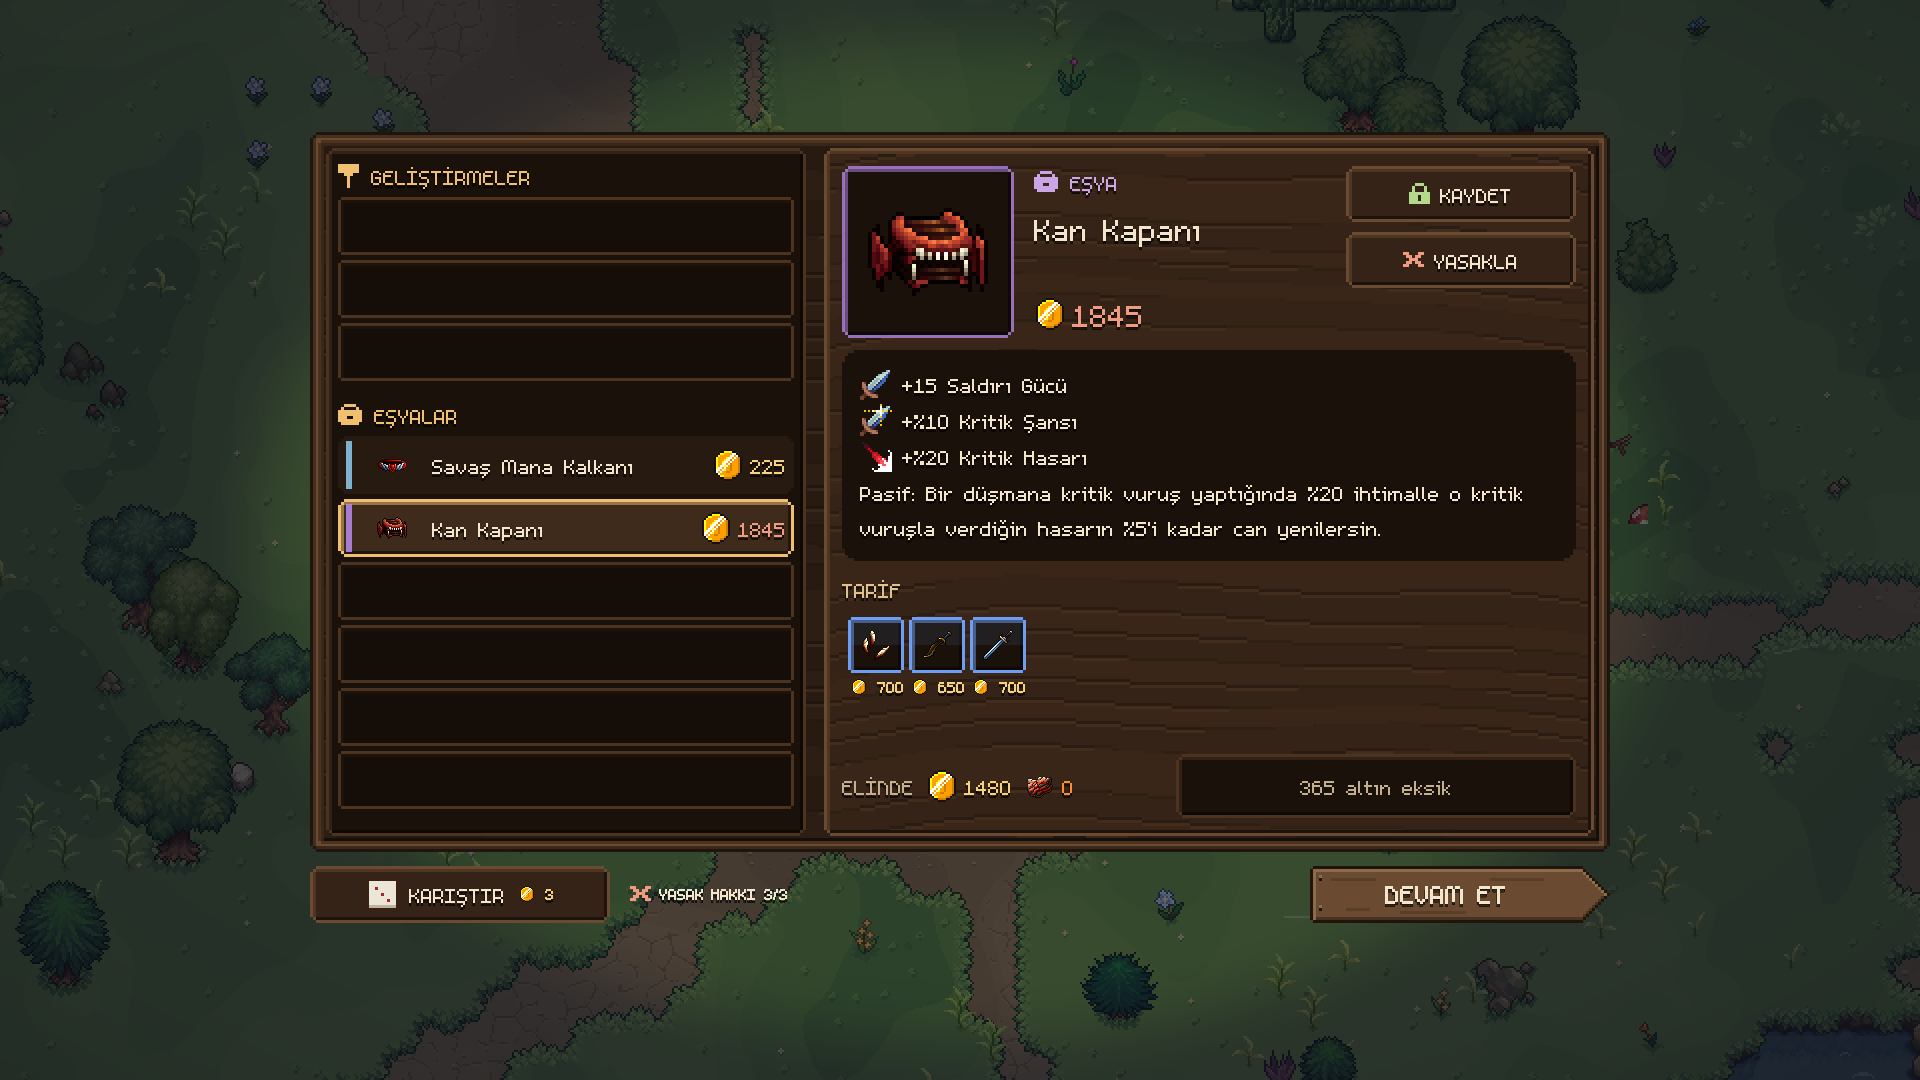 GELİŞTİRMELER
EŞYALAR
Savaş Mana Kalkanı 225
Kan Kapanı 1845
EŞYA
Kan Kapanı
1845
KAYDET
YASAKLA
+15 Saldırı Gücü
+%10 Kritik Şansı
+%20 Kritik Hasarı
Pasif: Bir düşmana kritik vuruş yaptığında %20 ihtimalle o kritik
vuruşla verdiğin hasarın %5'i kadar can yenilersin.
TARİF
700 650 700
ELİNDE 1480 0
365 altın eksik
KARIŞTIR 3
YASAK HAKKI 3/3
DEVAM ET